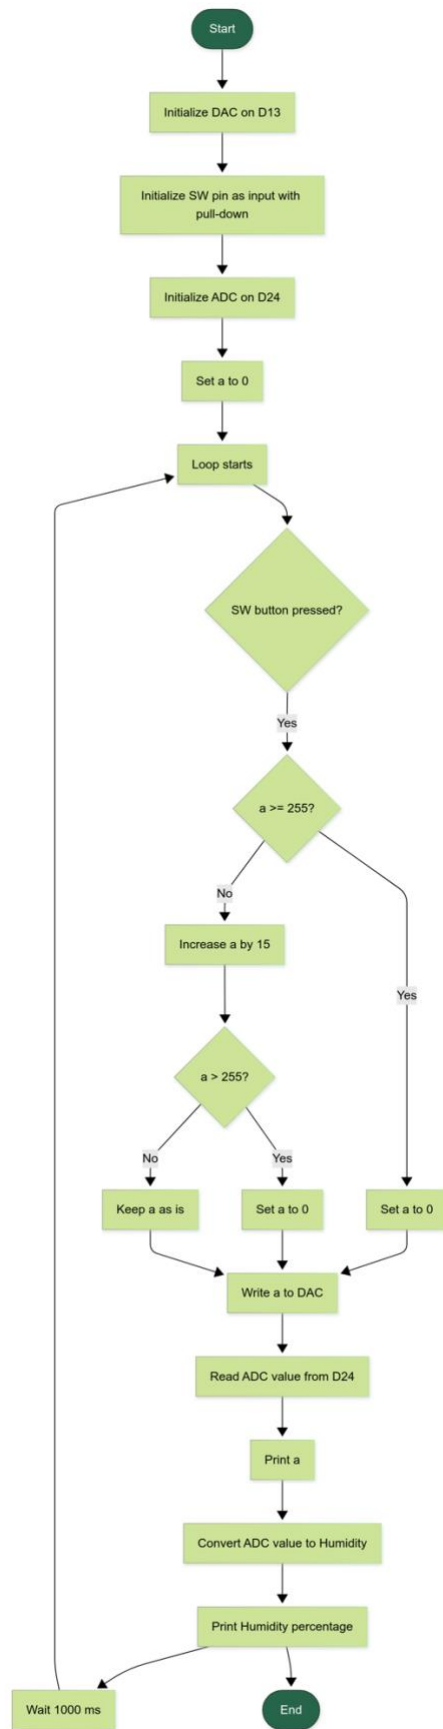 Start
Initialize DAC on D13
Initialize SW pin as input with
pull-down
Initialize ADC on D24
Set a to 0
Loop starts
SW button pressed?
Yes
a >= 255?
No
Increase a by 15
Yes
a > 255?
No
Yes
Keep a as is
Set a to 0
Set a to 0
Write a to DAC
Read ADC value from D24
Print a
Convert ADC value to Humidity
Print Humidity percentage
Wait 1000 ms
End